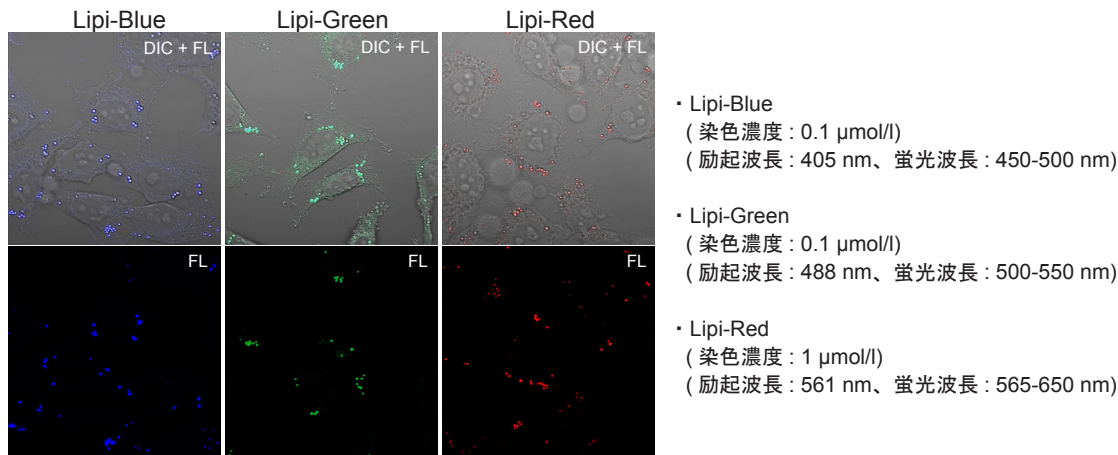 Lipi-Blue
Lipi-Green
Lipi-Red
DIC + FL
DIC + FL
DIC + FL
FL
FL
FL
・Lipi-Blue
( 染色濃度 : 0.1 μmol/l)
( 励起波長 : 405 nm、蛍光波長 : 450-500 nm)
・Lipi-Green
( 染色濃度 : 0.1 μmol/l)
( 励起波長 : 488 nm、蛍光波長 : 500-550 nm)
・Lipi-Red
( 染色濃度 : 1 μmol/l)
( 励起波長 : 561 nm、蛍光波長 : 565-650 nm)